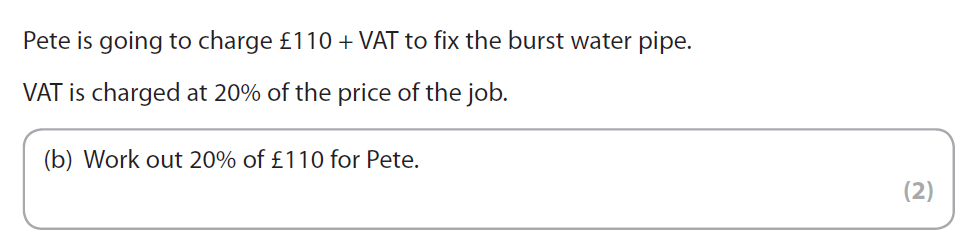 Pete is going to charge £110 + VAT to fix the burst water pipe.
VAT is charged at 20% of the price of the job.
(b) Work out 20% of £110 for Pete.
(2)